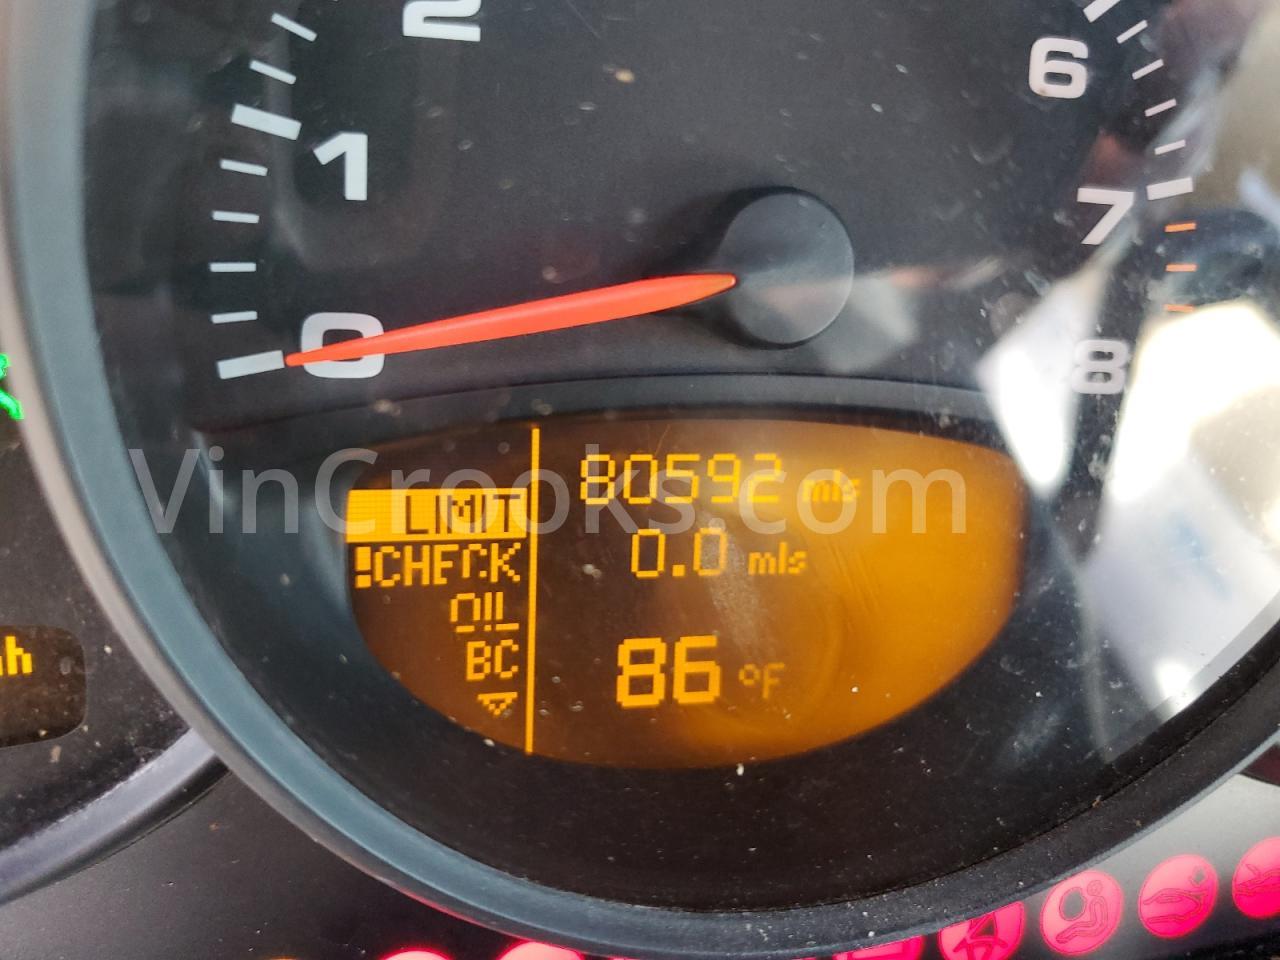 2
1
0
6
7
8
LIMIT
!CHECK
OIL
BC
80592 mls
0.0 mls
86 °F
VinCrooks.com